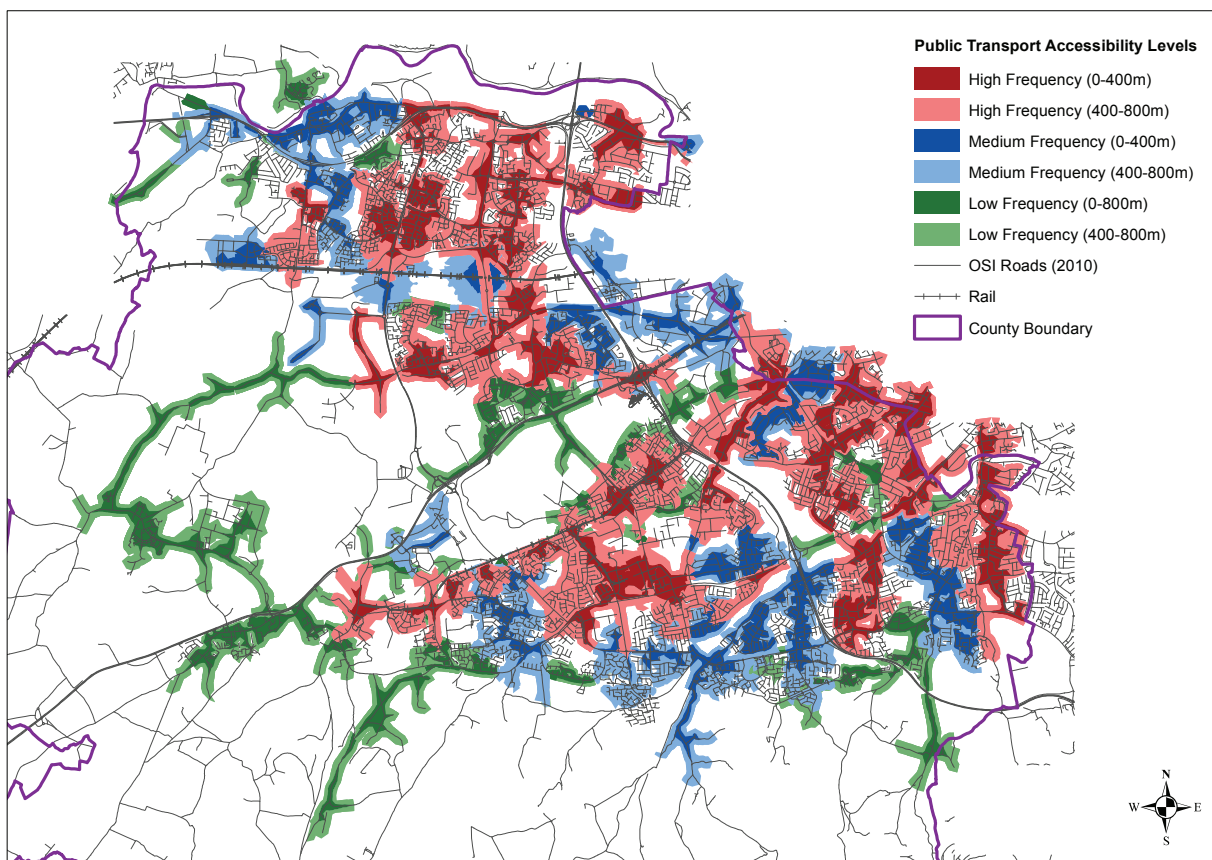 Public Transport Accessibility Levels
High Frequency (0-400m)
High Frequency (400-800m)
Medium Frequency (0-400m)
Medium Frequency (400-800m)
Low Frequency (0-800m)
Low Frequency (400-800m)
OSI Roads (2010)
Rail
County Boundary
N
W E
S